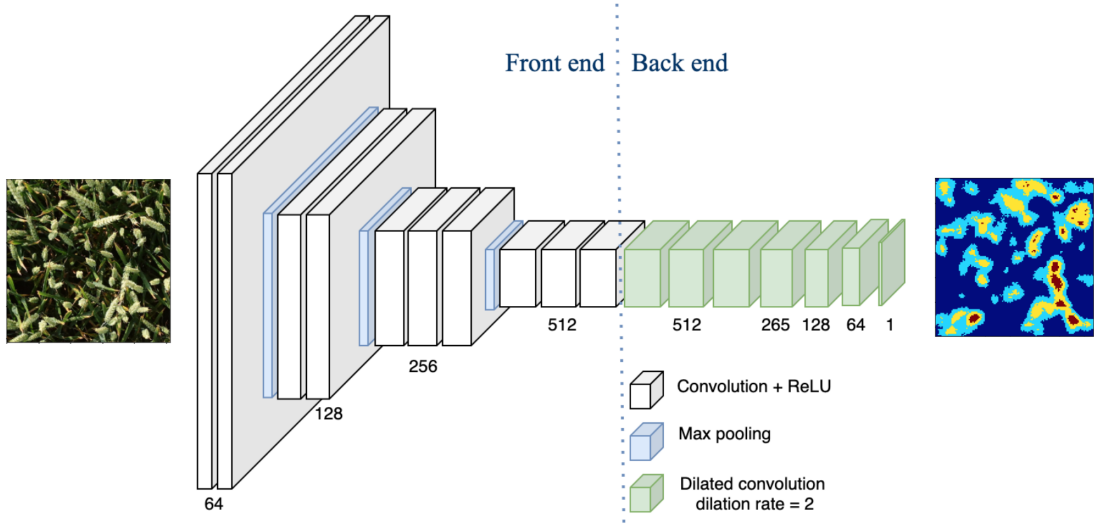 Front end
Back end
64
128
256
512
512
265
128
64
1
Convolution + ReLU
Max pooling
Dilated convolution
dilation rate = 2